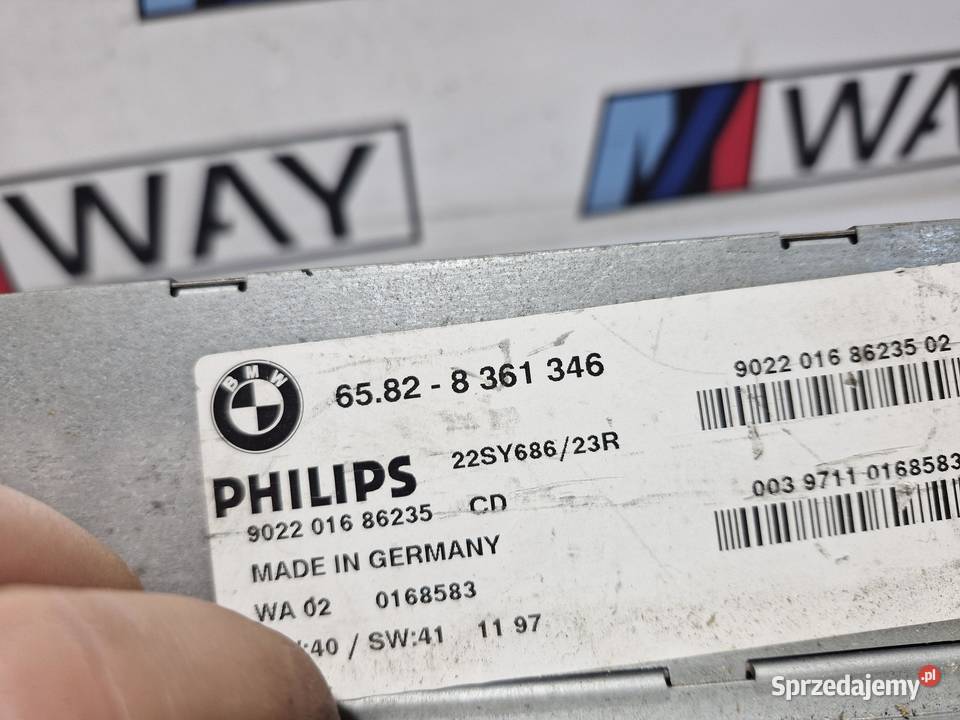 WAY
M WAY
BMW
65.82 - 8 361 346
9022 016 86235 02
PHILIPS 22SY686/23R
9022 016 86235 CD
003 9711 0168583
MADE IN GERMANY
WA 02 0168583
:40 / SW:41 11 97
Sprzedajemy.pl